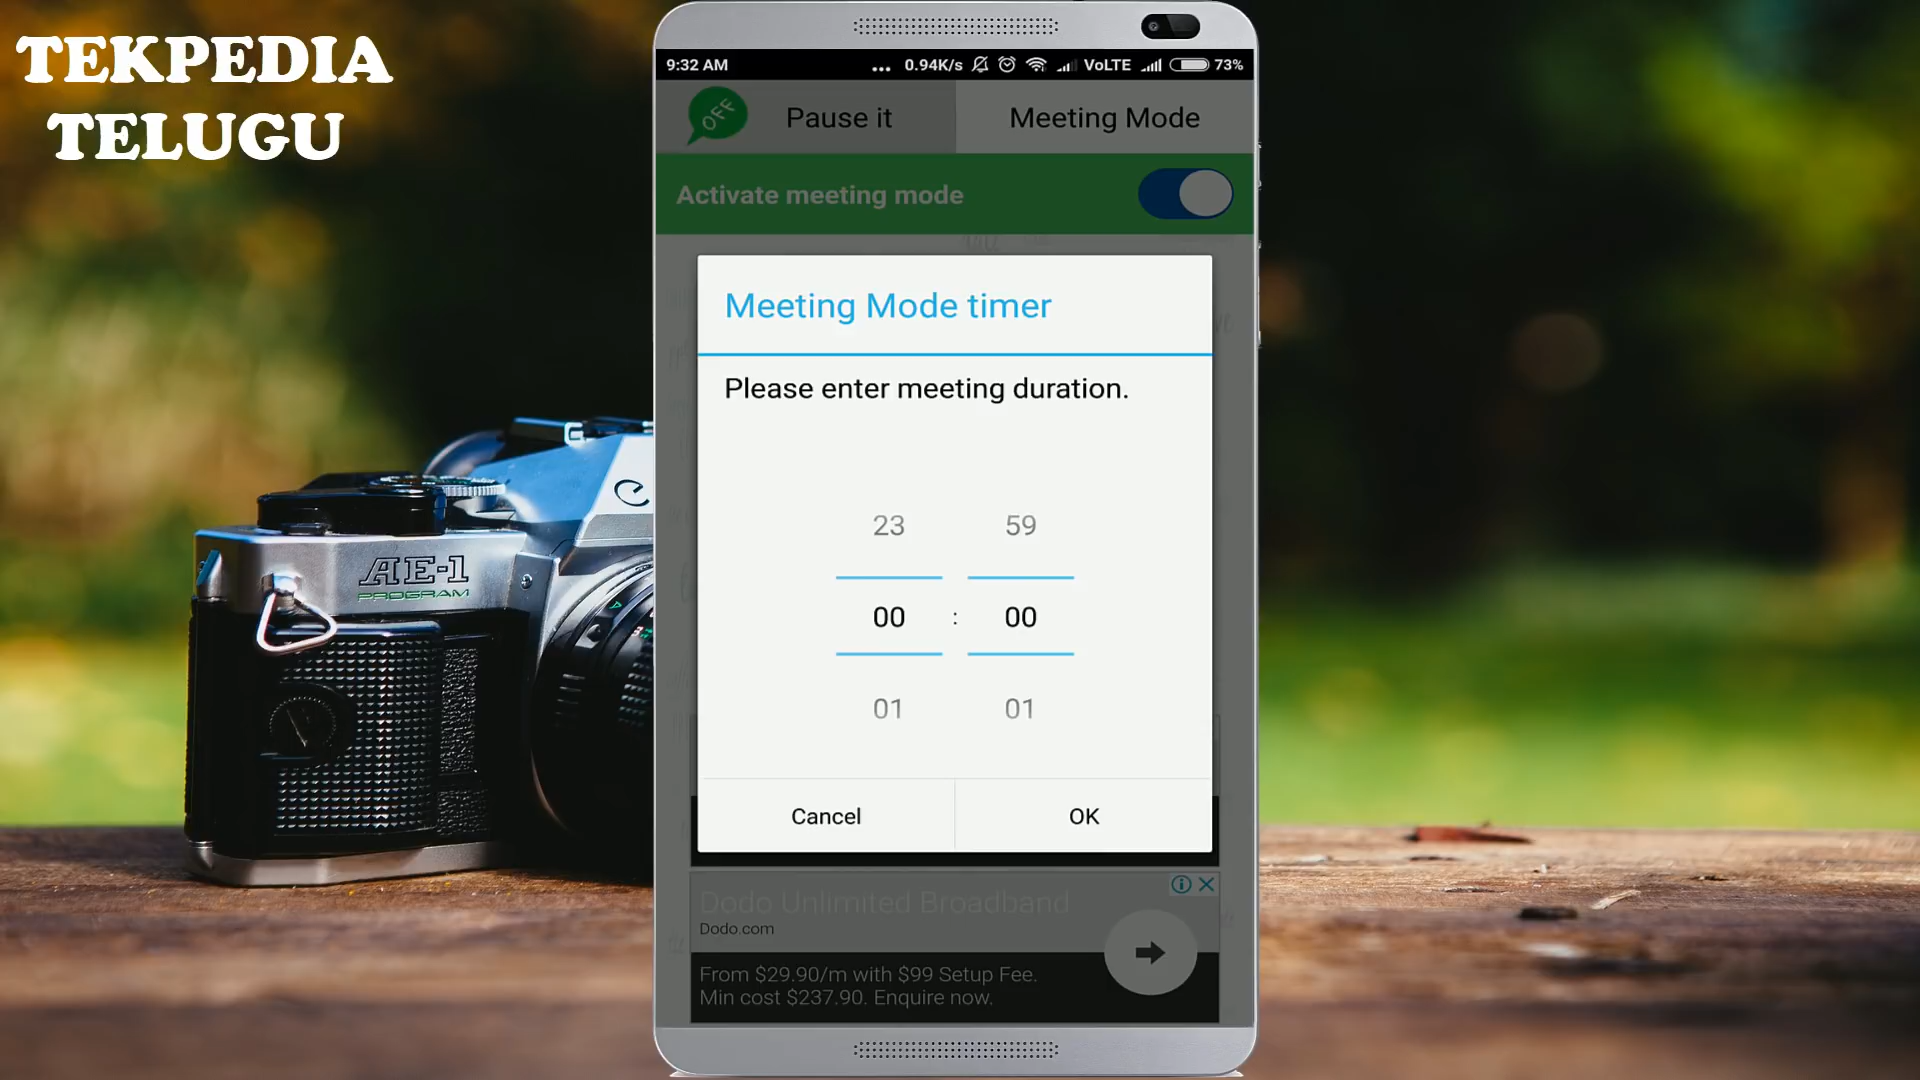 TEKPEDIA
TELUGU
9:32 AM ... 0.94K/s VoLTE 73%
OFF Pause it Meeting Mode
Activate meeting mode
Meeting Mode timer
Please enter meeting duration.
23 59
00 : 00
01 01
Cancel OK
Dodo Unlimited Broadband
Dodo.com
From $29.90/m with $99 Setup Fee.
Min cost $237.90. Enquire now.
AE-1
PROGRAM